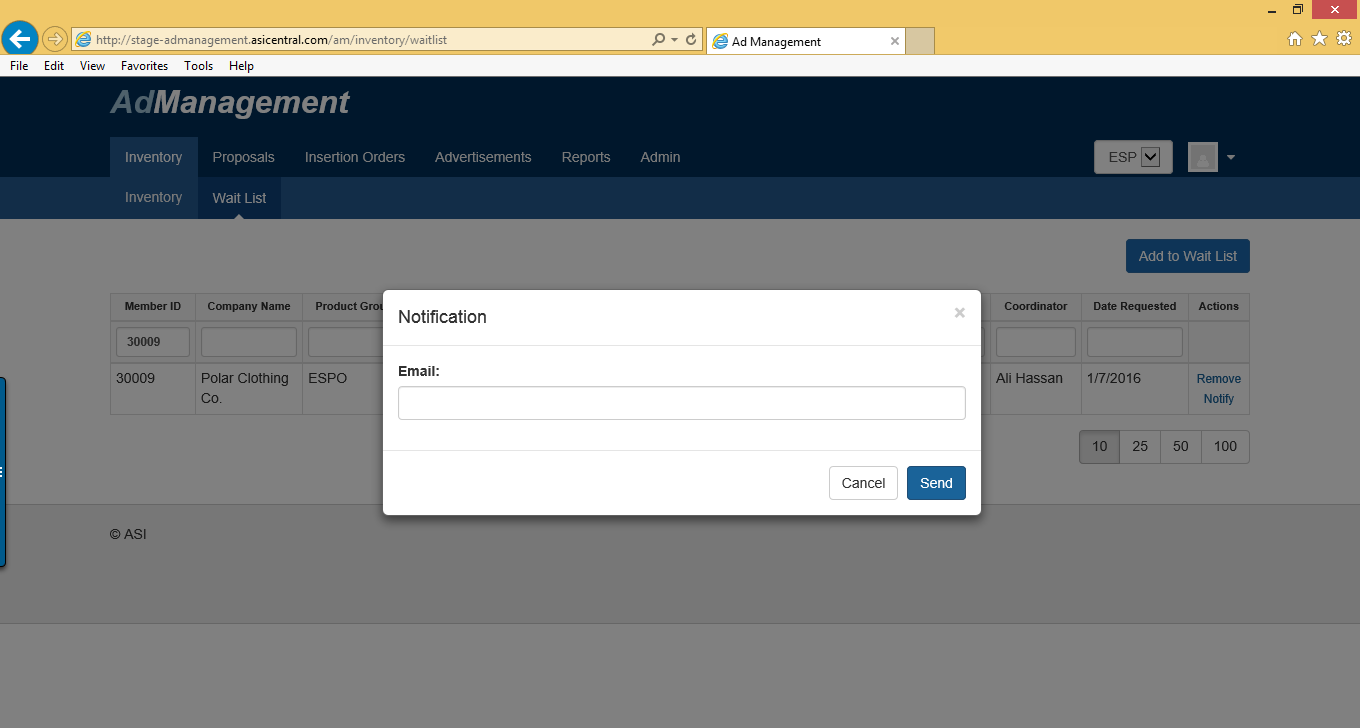 http://stage-admanagement.asicentral.com/am/inventory/waitlist
Ad Management
File Edit View Favorites Tools Help
AdManagement
Inventory Proposals Insertion Orders Advertisements Reports Admin
ESP
Inventory Wait List
Add to Wait List
Member ID Company Name Product Grou Coordinator Date Requested Actions
30009
30009 Polar Clothing Co. ESPO Ali Hassan 1/7/2016 Remove
Notify
Notification
Email:
Cancel Send
10 25 50 100
© ASI